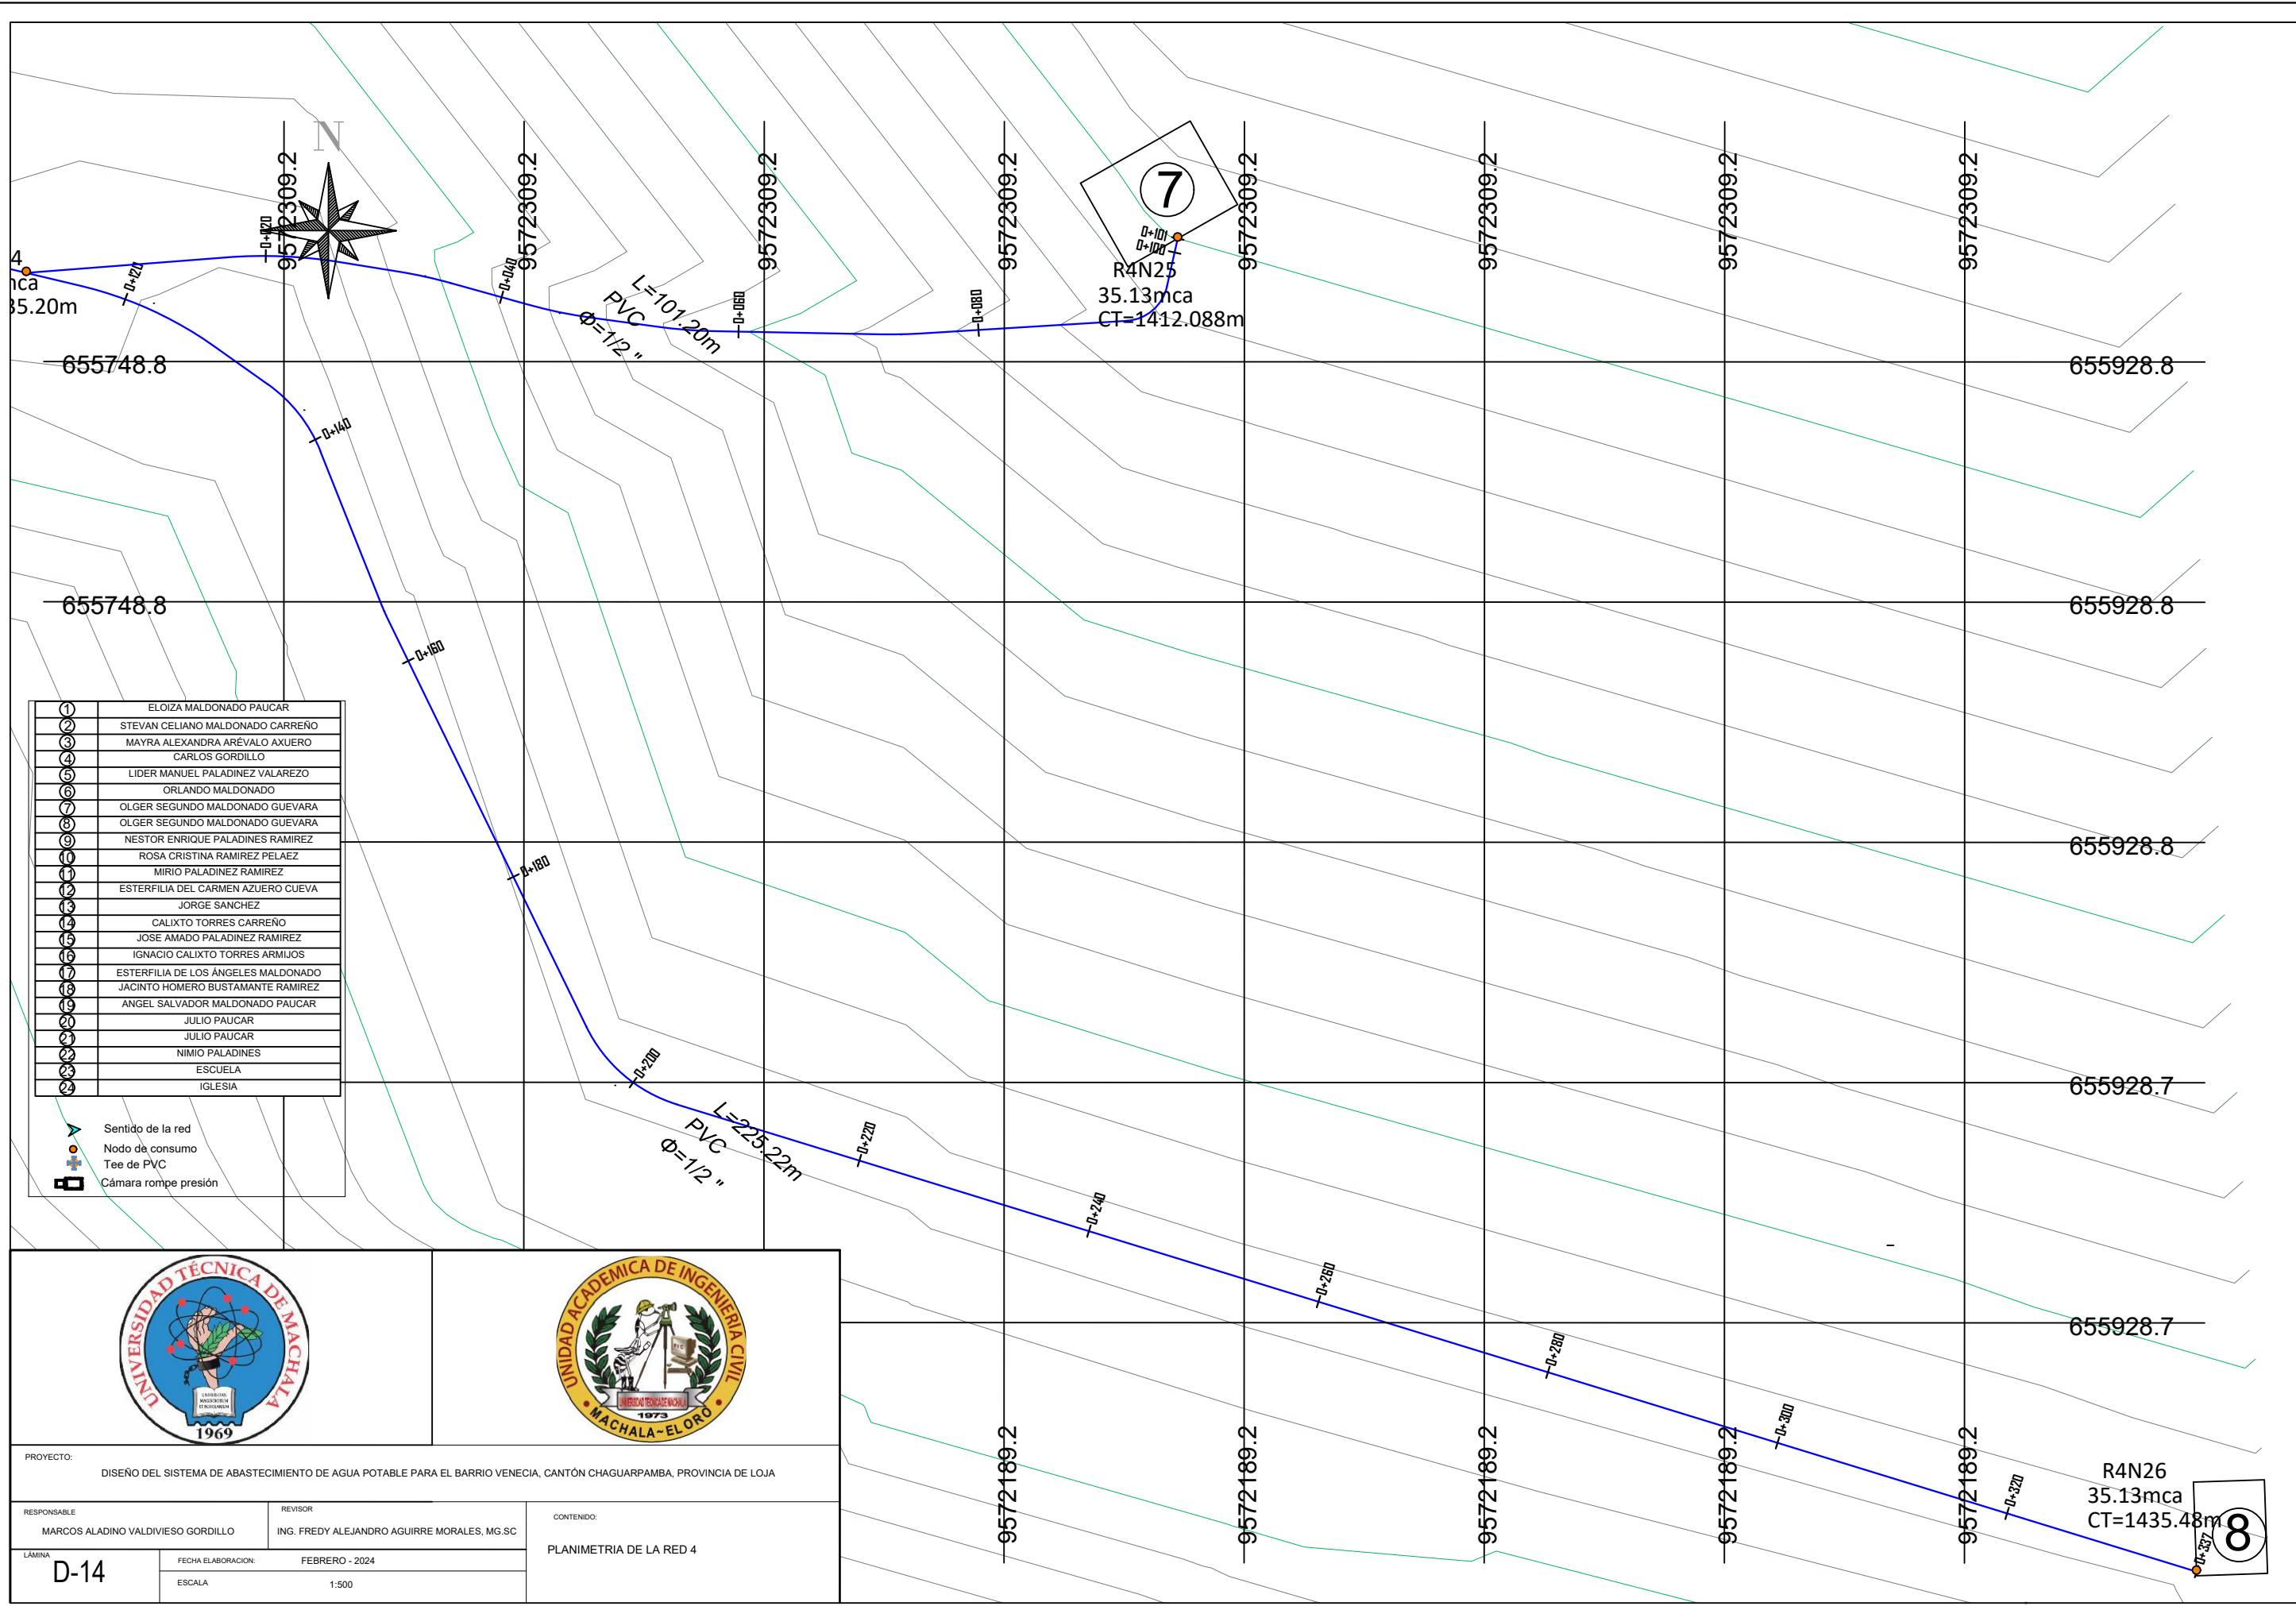 N
9572309.2
9572309.2
9572309.2
9572309.2
9572309.2
9572309.2
9572309.2
9572309.2
7
0+020
0+040
0+060
0+080
0+100
0+101
4
nca
35.20m
0+120
R4N25
35.13mca
CT=1412.088m
L=101.20m
PVC
Φ=1/2 "
655748.8
655928.8
0+140
655748.8
655928.8
0+160
655928.8
0+180
1 ELOIZA MALDONADO PAUCAR
2 STEVAN CELIANO MALDONADO CARREÑO
3 MAYRA ALEXANDRA ARÉVALO AXUERO
4 CARLOS GORDILLO
5 LIDER MANUEL PALADINEZ VALAREZO
6 ORLANDO MALDONADO
7 OLGER SEGUNDO MALDONADO GUEVARA
8 OLGER SEGUNDO MALDONADO GUEVARA
9 NESTOR ENRIQUE PALADINES RAMIREZ
10 ROSA CRISTINA RAMIREZ PELAEZ
11 MIRIO PALADINEZ RAMIREZ
12 ESTERFILIA DEL CARMEN AZUERO CUEVA
13 JORGE SANCHEZ
14 CALIXTO TORRES CARREÑO
15 JOSE AMADO PALADINEZ RAMIREZ
16 IGNACIO CALIXTO TORRES ARMIJOS
17 ESTERFILIA DE LOS ÁNGELES MALDONADO
18 JACINTO HOMERO BUSTAMANTE RAMIREZ
19 ANGEL SALVADOR MALDONADO PAUCAR
20 JULIO PAUCAR
21 JULIO PAUCAR
22 NIMIO PALADINES
23 ESCUELA
24 IGLESIA
Sentido de la red
Nodo de consumo
Tee de PVC
Cámara rompe presión
0+200
655928.7
L=225.22m
PVC
Φ=1/2 "
0+220
0+240
0+260
0+280
0+300
0+320
0+337
655928.7
9572189.2
9572189.2
9572189.2
9572189.2
9572189.2
R4N26
35.13mca
CT=1435.48m
8
UNIVERSIDAD TÉCNICA DE MACHALA
1969
UNIDAD ACADEMICA DE INGENIERIA CIVIL
UNIVERSIDAD TECNICA DE MACHALA
1973
MACHALA~EL ORO
PROYECTO:
DISEÑO DEL SISTEMA DE ABASTECIMIENTO DE AGUA POTABLE PARA EL BARRIO VENECIA, CANTÓN CHAGUARPAMBA, PROVINCIA DE LOJA
RESPONSABLE
MARCOS ALADINO VALDIVIESO GORDILLO
REVISOR
ING. FREDY ALEJANDRO AGUIRRE MORALES, MG.SC
CONTENIDO:
PLANIMETRIA DE LA RED 4
LÁMINA
D-14
FECHA ELABORACION: FEBRERO - 2024
ESCALA 1:500